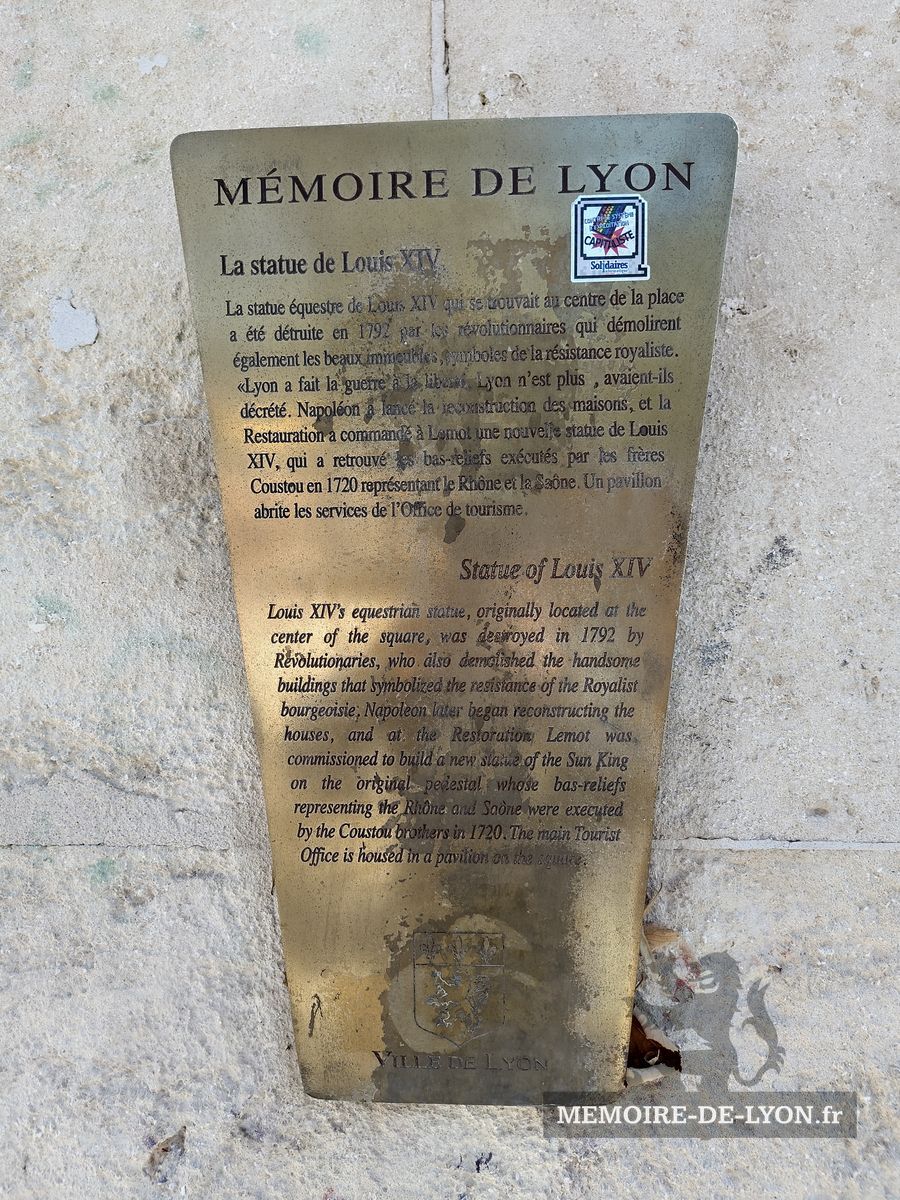 MÉMOIRE DE LYON
CONTRE LE SYSTÈME
D'EXPLOITATION
CAPITALISTE
Solidaires
La statue de Louis XIV
La statue équestre de Louis XIV qui se trouvait au centre de la place
a été détruite en 1792 par les révolutionnaires qui démolirent
également les beaux immeubles, symboles de la résistance royaliste.
«Lyon a fait la guerre à la liberté, Lyon n'est plus , avaient-ils
décrété. Napoléon a lancé la reconstruction des maisons, et la
Restauration a commandé à Lemot une nouvelle statue de Louis
XIV, qui a retrouvé les bas-reliefs exécutés par les frères
Coustou en 1720 représentant le Rhône et la Saône. Un pavillon
abrite les services de l'Office de tourisme.
Statue of Louis XIV
Louis XIV's equestrian statue, originally located at the
center of the square, was destroyed in 1792 by
Revolutionaries, who also demolished the handsome
buildings that symbolized the resistance of the Royalist
bourgeoisie, Napoleon later began reconstructing the
houses, and at the Restoration, Lemot was
commissioned to build a new statue of the Sun King
on the original pedestal whose bas-reliefs
representing the Rhône and Saône were executed
by the Coustou brothers in 1720. The main Tourist
Office is housed in a pavilion on the square.
VILLE DE LYON
MEMOIRE-DE-LYON.fr